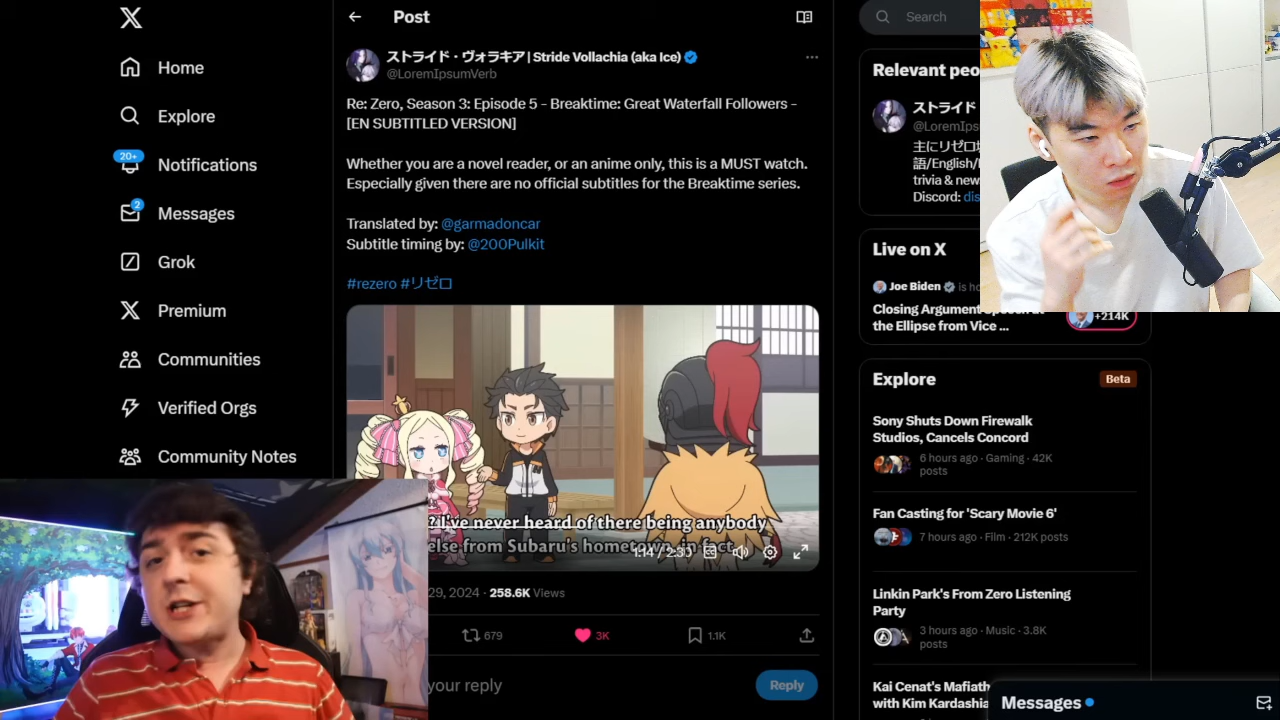 Home
Explore
20+
Notifications
2
Messages
Grok
Premium
Communities
Verified Orgs
Community Notes
Post
ストライド・ヴォラキア | Stride Vollachia (aka Ice)
@LoremIpsumVerb
Re: Zero, Season 3: Episode 5 - Breaktime: Great Waterfall Followers -
[EN SUBTITLED VERSION]
Whether you are a novel reader, or an anime only, this is a MUST watch.
Especially given there are no official subtitles for the Breaktime series.
Translated by: @garmadoncar
Subtitle timing by: @200Pulkit
#rezero #リゼロ
? I've never heard of there being anybody
else from Subaru's hometown, in fact.
1:14 / 2:30
29, 2024 · 258.6K Views
679
3K
1.1K
your reply
Reply
Search
Relevant peo
ストライド
@LoremIps
主にリゼロ
語/English/
trivia & new
Discord: dis
Live on X
Joe Biden is ho
Closing Argument Speech at
the Ellipse from Vice ...
+214K
Explore
Beta
Sony Shuts Down Firewalk
Studios, Cancels Concord
6 hours ago · Gaming · 42K
posts
Fan Casting for 'Scary Movie 6'
7 hours ago · Film · 212K posts
Linkin Park's From Zero Listening
Party
3 hours ago · Music · 3.8K
posts
Kai Cenat's Mafiath
with Kim Kardashia
Messages